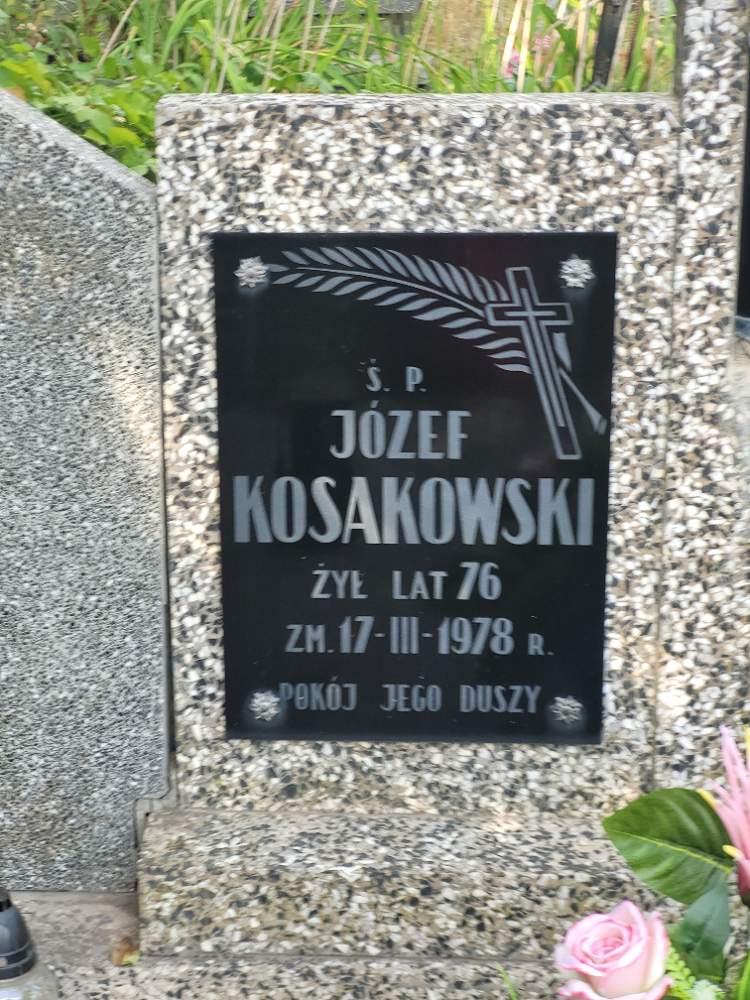 Ś. P.
JÓZEF
KOSAKOWSKI
ŻYŁ LAT 76
ZM. 17-III-1978 R.
POKÓJ JEGO DUSZY